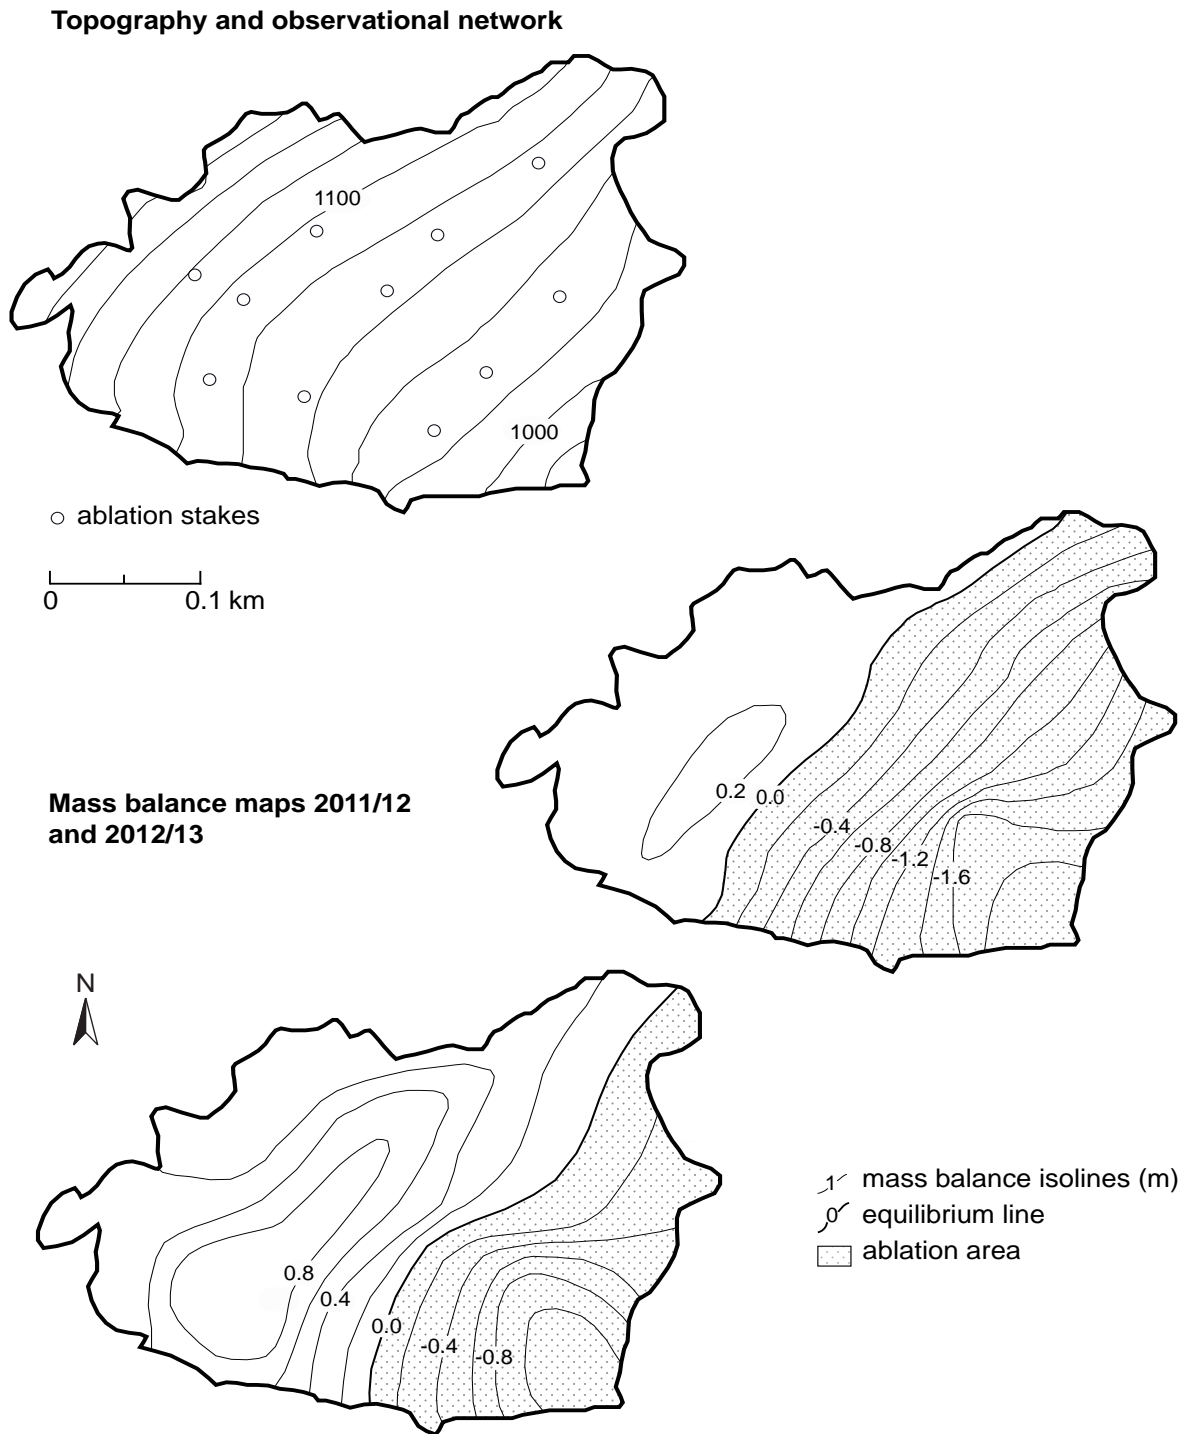 Topography and observational network
1100
1000
ablation stakes
0 0.1 km
0.2 0.0
-0.4
-0.8
-1.2
-1.6
Mass balance maps 2011/12
and 2012/13
N
0.8
0.4
0.0
-0.4
-0.8
1 mass balance isolines (m)
0 equilibrium line
ablation area